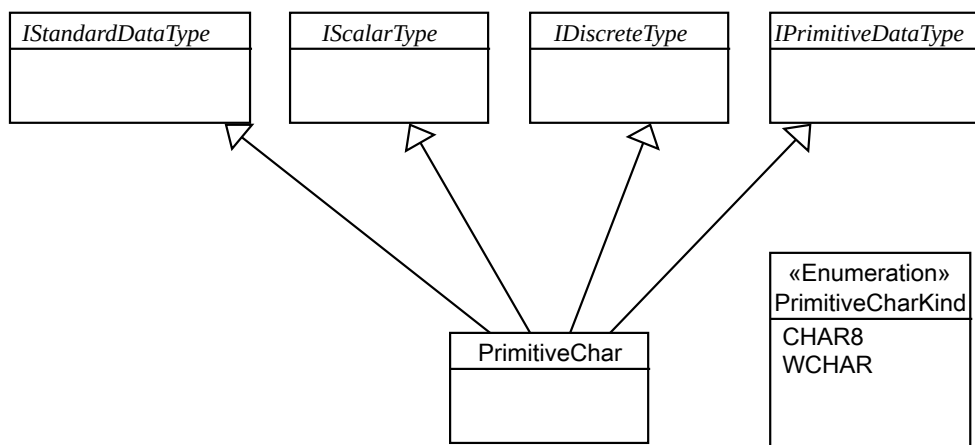 IStandardDataType
IScalarType
IDiscreteType
IPrimitiveDataType
«Enumeration»
PrimitiveCharKind
CHAR8
WCHAR
PrimitiveChar